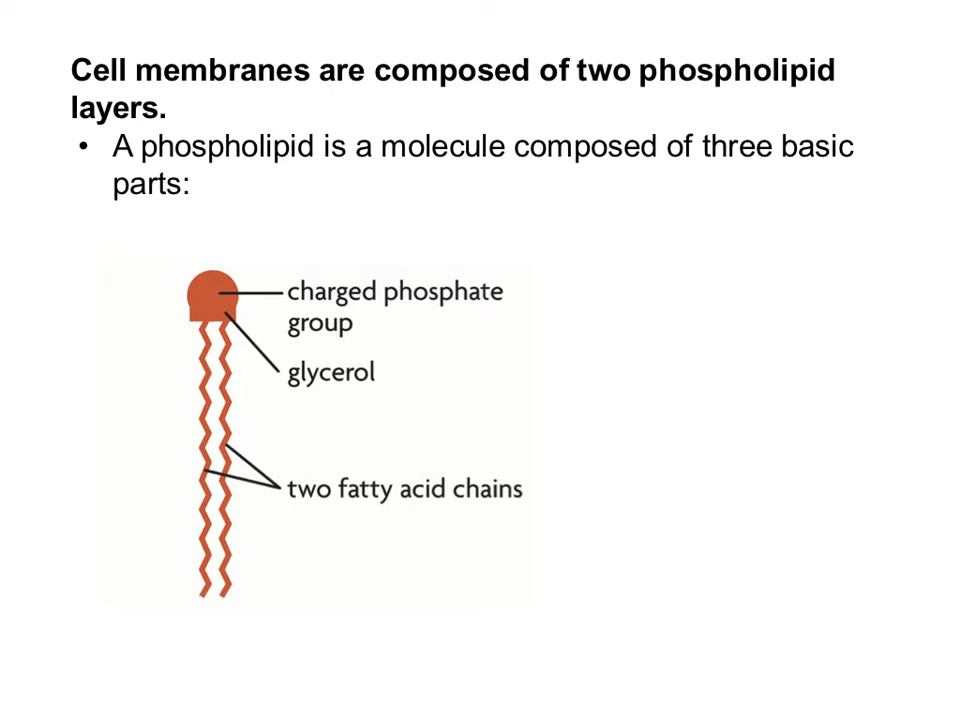 Cell membranes are composed of two phospholipid
layers.
• A phospholipid is a molecule composed of three basic
parts:
charged phosphate
group
glycerol
two fatty acid chains